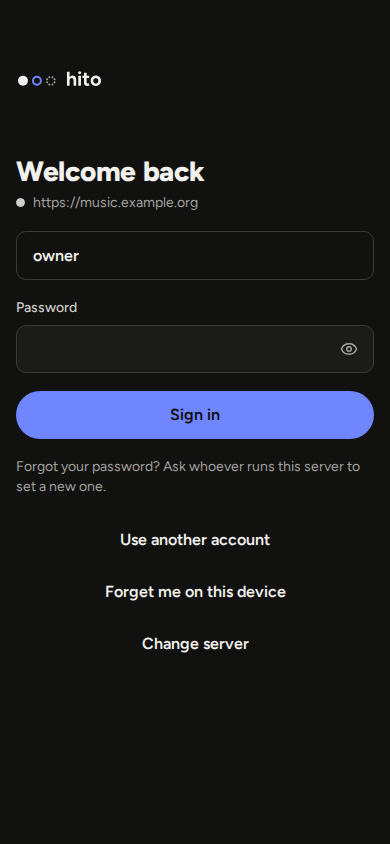 hito
Welcome back
https://music.example.org
owner
Password
Sign in
Forgot your password? Ask whoever runs this server to
set a new one.
Use another account
Forget me on this device
Change server